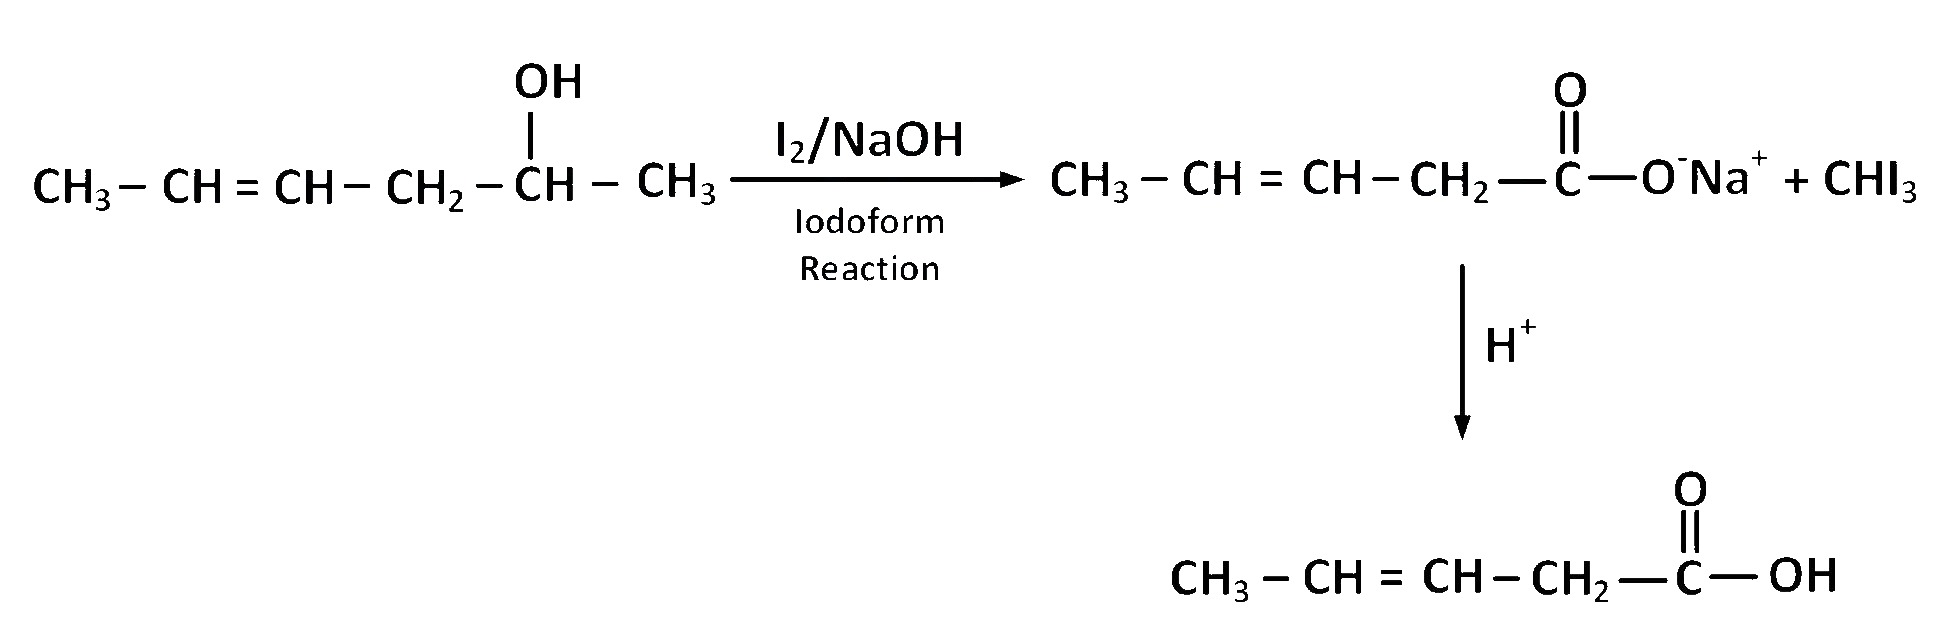 OH
CH₃ – CH = CH – CH₂ – CH – CH₃
I₂/NaOH
Iodoform
Reaction
O
CH₃ – CH = CH – CH₂ — C — O⁻Na⁺ + CHI₃
H⁺
O
CH₃ – CH = CH – CH₂ — C — OH